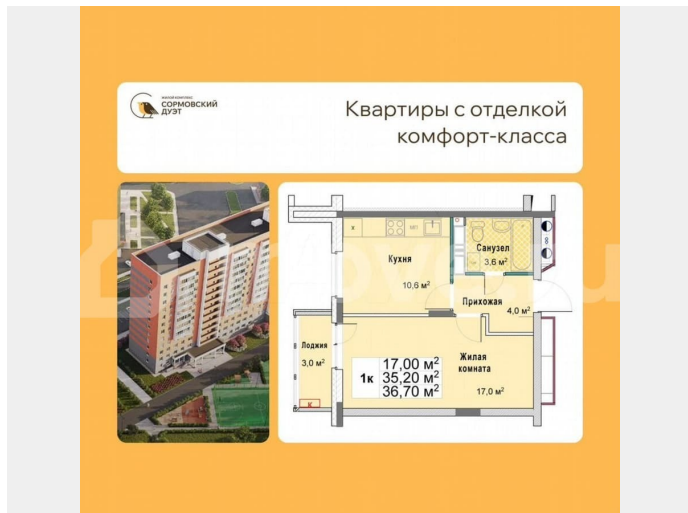 ЖИЛОЙ КОМПЛЕКС
СОРМОВСКИЙ
ДУЭТ
Квартиры с отделкой
комфорт-класса
Кухня
10,6 м²
Санузел
3,6 м²
Прихожая
4,0 м²
Лоджия
3,0 м²
К
1к
17,00 м²
35,20 м²
36,70 м²
Жилая
комната
17,0 м²